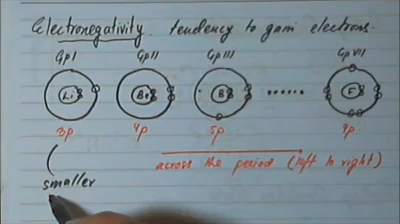 Electronegativity tendency to gain electrons.
Gp I Gp II Gp III ...... Gp VII
Li Be B F
3p 4p 5p 9p
across the period (left to right)
(
smaller